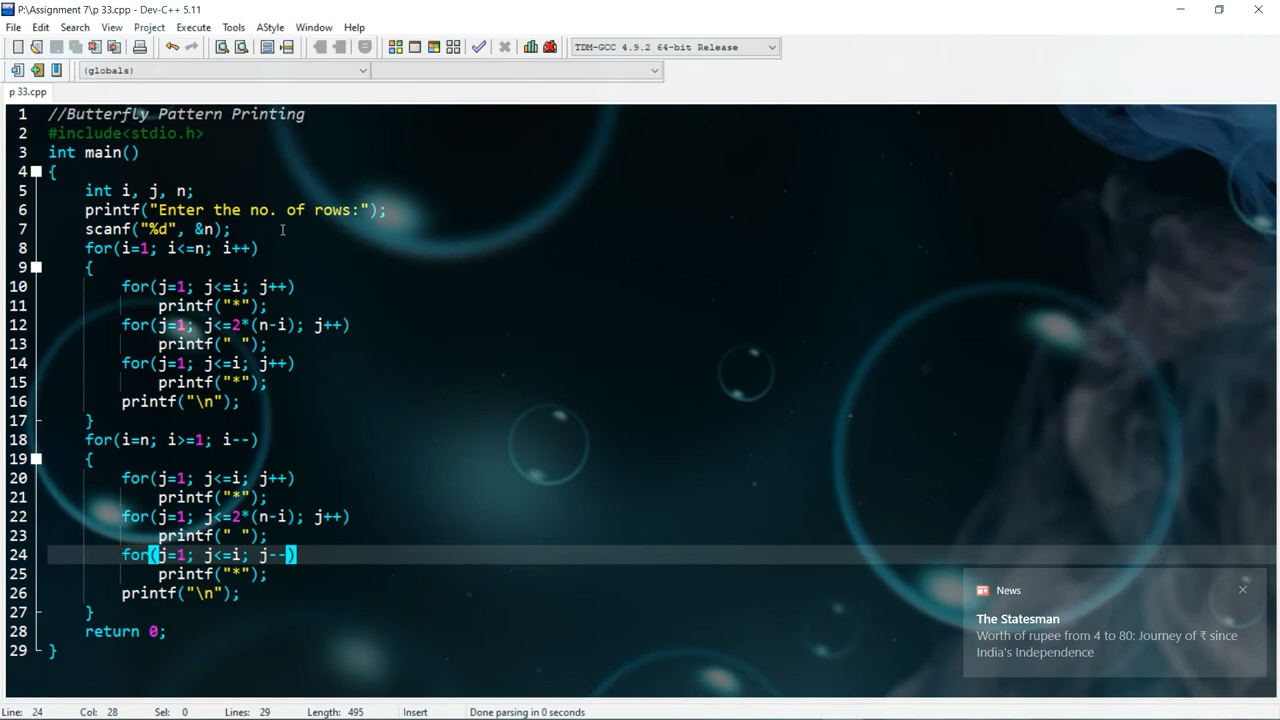 P:\Assignment 7\p 33.cpp - Dev-C++ 5.11
File Edit Search View Project Execute Tools AStyle Window Help
TDM-GCC 4.9.2 64-bit Release
(globals)
p 33.cpp
1 //Butterfly Pattern Printing
2 #include<stdio.h>
3 int main()
4 {
5 int i, j, n;
6 printf("Enter the no. of rows:");
7 scanf("%d", &n);
8 for(i=1; i<=n; i++)
9 {
10 for(j=1; j<=i; j++)
11 printf("*");
12 for(j=1; j<=2*(n-i); j++)
13 printf(" ");
14 for(j=1; j<=i; j++)
15 printf("*");
16 printf("\n");
17 }
18 for(i=n; i>=1; i--)
19 {
20 for(j=1; j<=i; j++)
21 printf("*");
22 for(j=1; j<=2*(n-i); j++)
23 printf(" ");
24 for(j=1; j<=i; j--)
25 printf("*");
26 printf("\n");
27 }
28 return 0;
29 }
News
The Statesman
Worth of rupee from 4 to 80: Journey of ₹ since
India's Independence
Line: 24 Col: 28 Sel: 0 Lines: 29 Length: 495 Insert Done parsing in 0 seconds